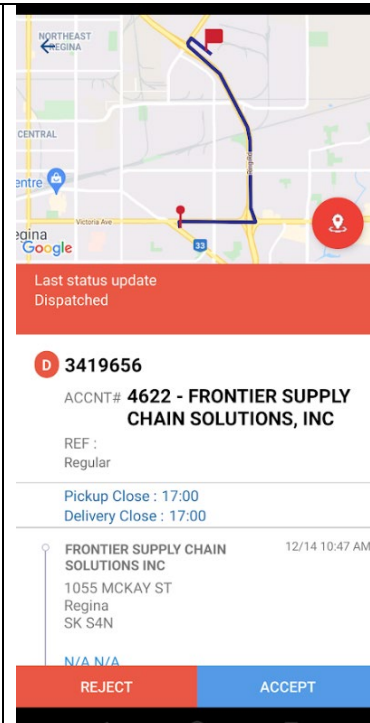 NORTHEAST
REGINA
CENTRAL
entre
Victoria Ave
Ring Rd
egina
Google
33
Last status update
Dispatched
D 3419656
ACCNT# 4622 - FRONTIER SUPPLY
CHAIN SOLUTIONS, INC
REF :
Regular
Pickup Close : 17:00
Delivery Close : 17:00
FRONTIER SUPPLY CHAIN 12/14 10:47 AM
SOLUTIONS INC
1055 MCKAY ST
Regina
SK S4N
N/A N/A
REJECT ACCEPT